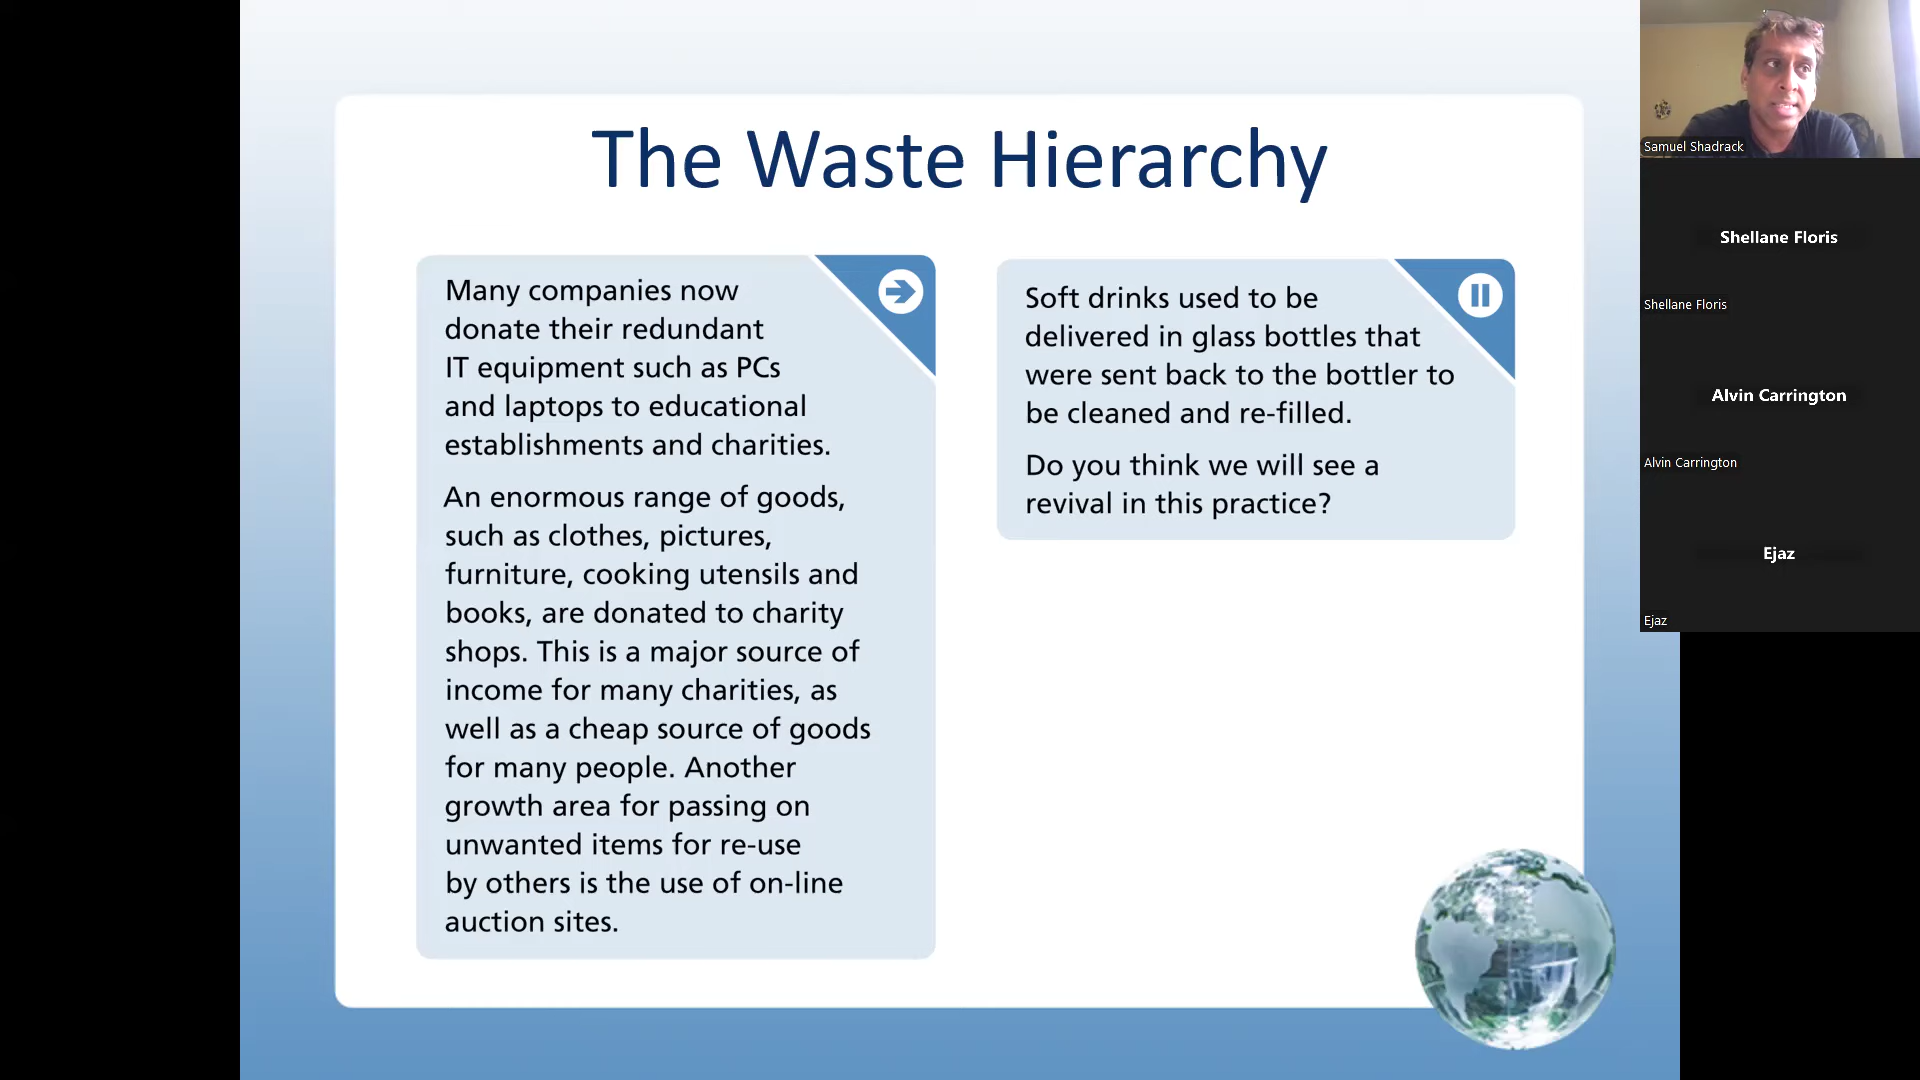 The Waste Hierarchy
Many companies now
donate their redundant
IT equipment such as PCs
and laptops to educational
establishments and charities.
An enormous range of goods,
such as clothes, pictures,
furniture, cooking utensils and
books, are donated to charity
shops. This is a major source of
income for many charities, as
well as a cheap source of goods
for many people. Another
growth area for passing on
unwanted items for re-use
by others is the use of on-line
auction sites.
Soft drinks used to be
delivered in glass bottles that
were sent back to the bottler to
be cleaned and re-filled.
Do you think we will see a
revival in this practice?
Samuel Shadrack
Shellane Floris
Shellane Floris
Alvin Carrington
Alvin Carrington
Ejaz
Ejaz